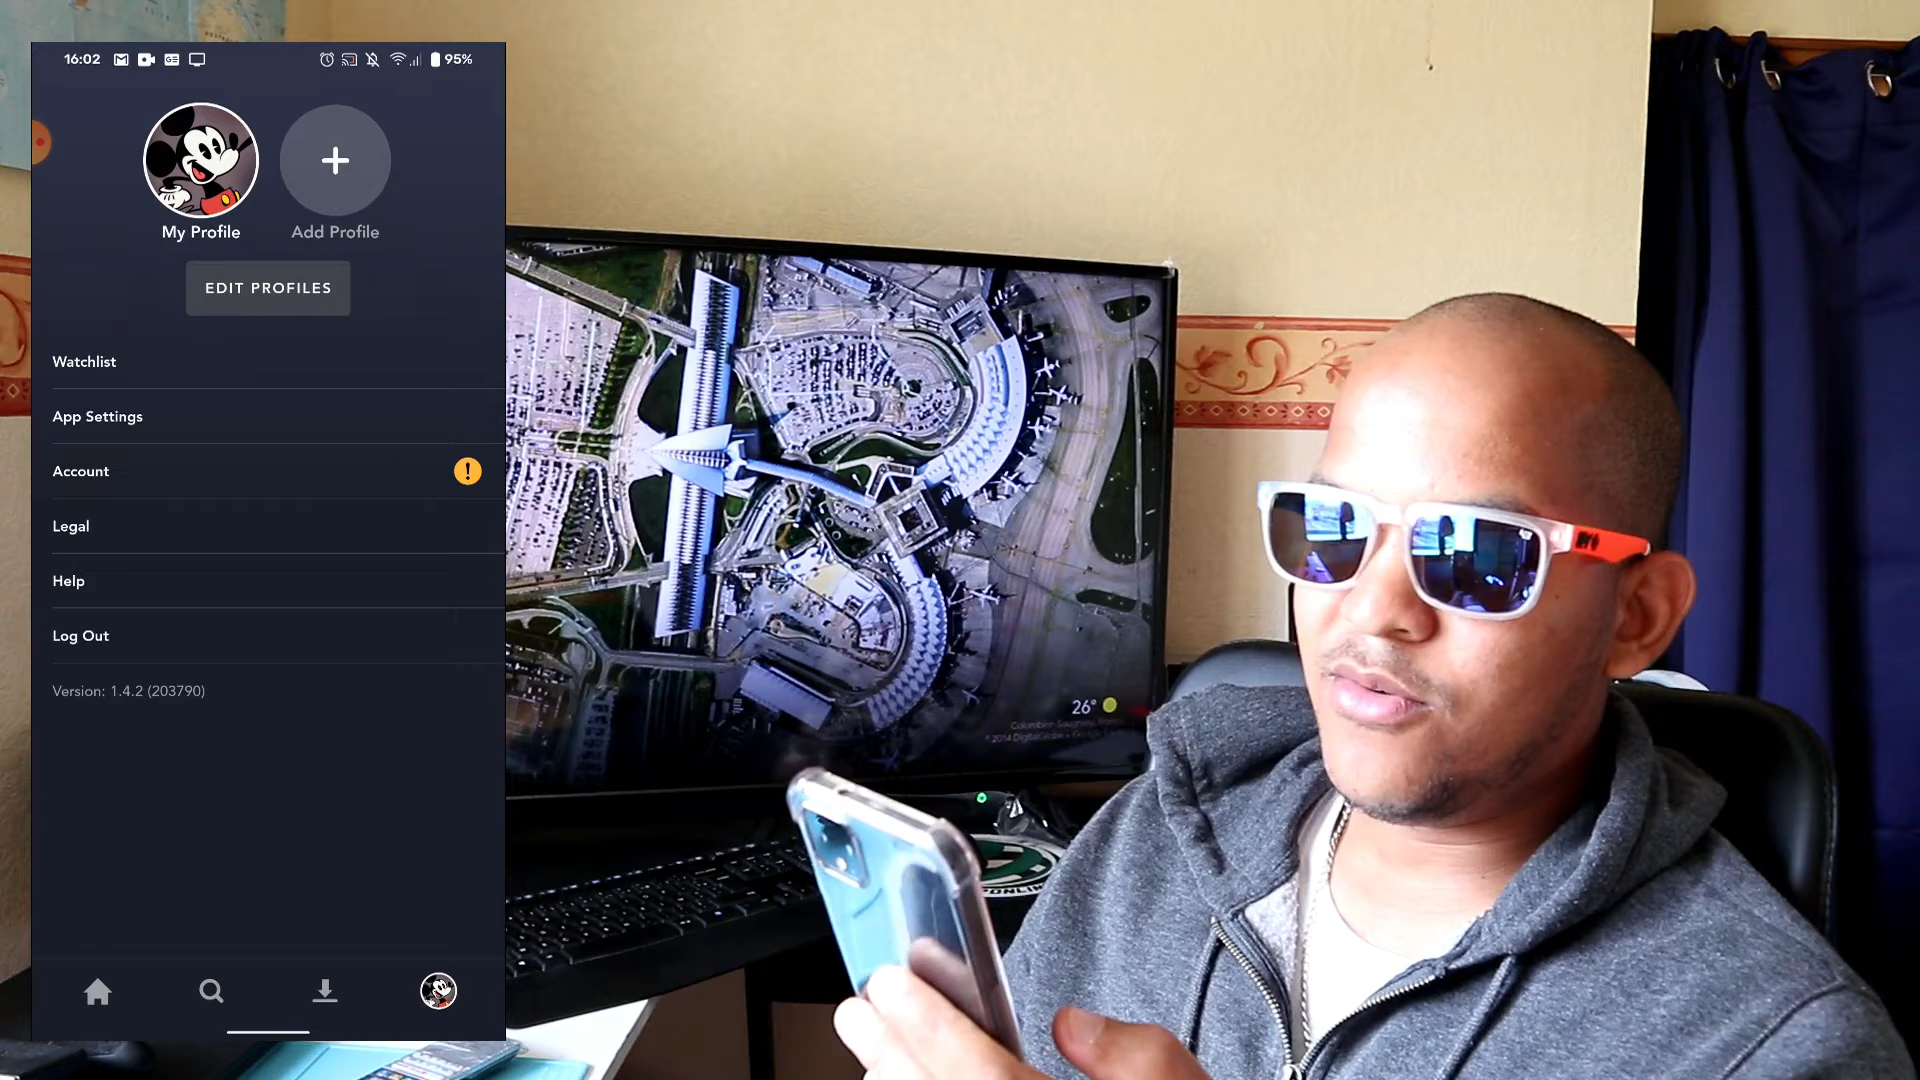 16:02
95%
My Profile
Add Profile
EDIT PROFILES
Watchlist
App Settings
Account
Legal
Help
Log Out
Version: 1.4.2 (203790)
26°